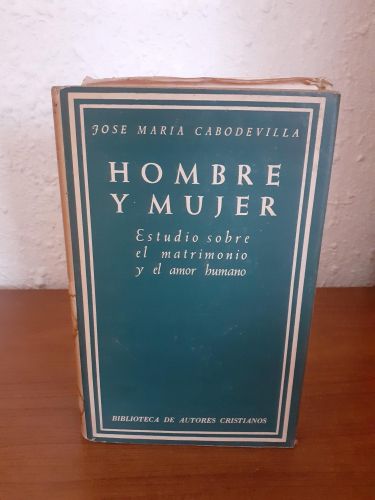 JOSE MARIA CABODEVILLA
HOMBRE
Y MUJER
Estudio sobre
el matrimonio
y el amor humano
BIBLIOTECA DE AUTORES CRISTIANOS